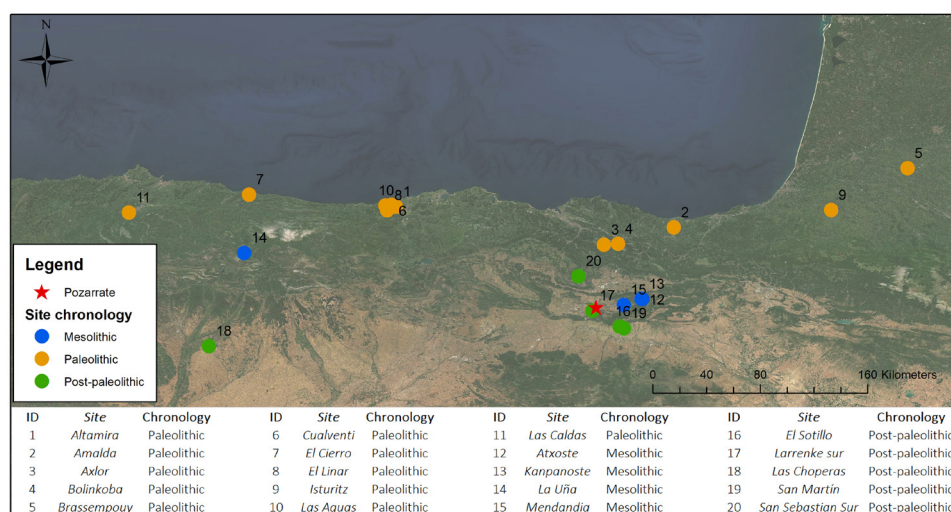 N
5
7
10
8
1
11
6
9
2
14
3
4
20
13
15
17
12
16
19
18
Legend
Pozarrate
Site chronology
Mesolithic
Paleolithic
Post-paleolithic
0 40 80 160 Kilometers
ID Site Chronology ID Site Chronology ID Site Chronology ID Site Chronology
1 Altamira Paleolithic 6 Cualventi Paleolithic 11 Las Caldas Paleolithic 16 El Sotillo Post-paleolithic
2 Amalda Paleolithic 7 El Cierro Paleolithic 12 Atxoste Mesolithic 17 Larrenke sur Post-paleolithic
3 Axlor Paleolithic 8 El Linar Paleolithic 13 Kanpanoste Mesolithic 18 Las Choperas Post-paleolithic
4 Bolinkoba Paleolithic 9 Isturitz Paleolithic 14 La Uña Mesolithic 19 San Martín Post-paleolithic
5 Brassempouy Paleolithic 10 Las Aguas Paleolithic 15 Mendandia Mesolithic 20 San Sebastian Sur Post-paleolithic